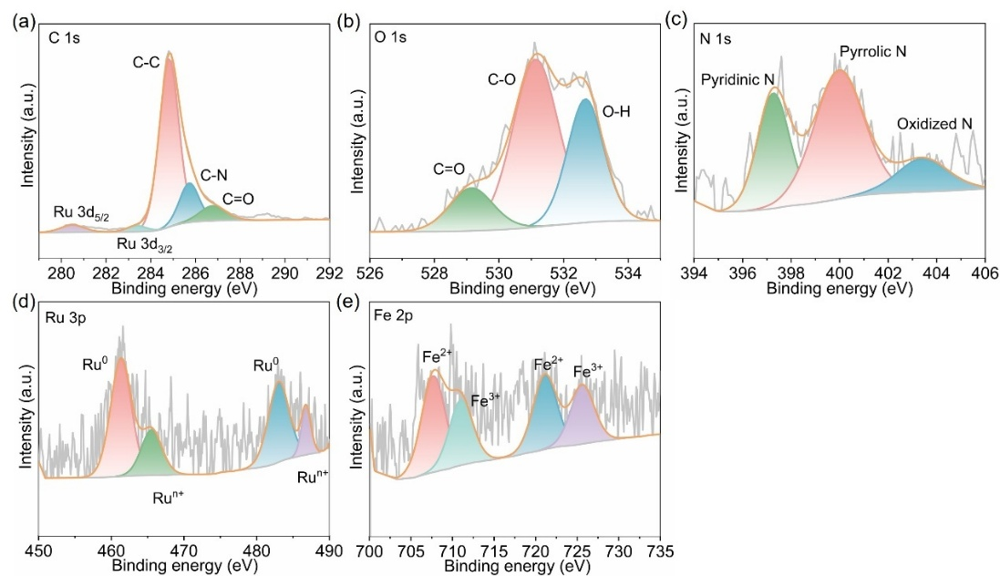 (a)
C 1s
C-C
C-N
C=O
Ru 3d5/2
Ru 3d3/2
Intensity (a.u.)
280 282 284 286 288 290 292
Binding energy (eV)
(b)
O 1s
C-O
O-H
C=O
Intensity (a.u.)
526 528 530 532 534
Binding energy (eV)
(c)
N 1s
Pyrrolic N
Pyridinic N
Oxidized N
Intensity (a.u.)
394 396 398 400 402 404 406
Binding energy (eV)
(d)
Ru 3p
Ru0
Ru0
Run+
Run+
Intensity (a.u.)
450 460 470 480 490
Binding energy (eV)
(e)
Fe 2p
Fe2+
Fe3+
Fe2+
Fe3+
Intensity (a.u.)
700 705 710 715 720 725 730 735
Binding energy (eV)